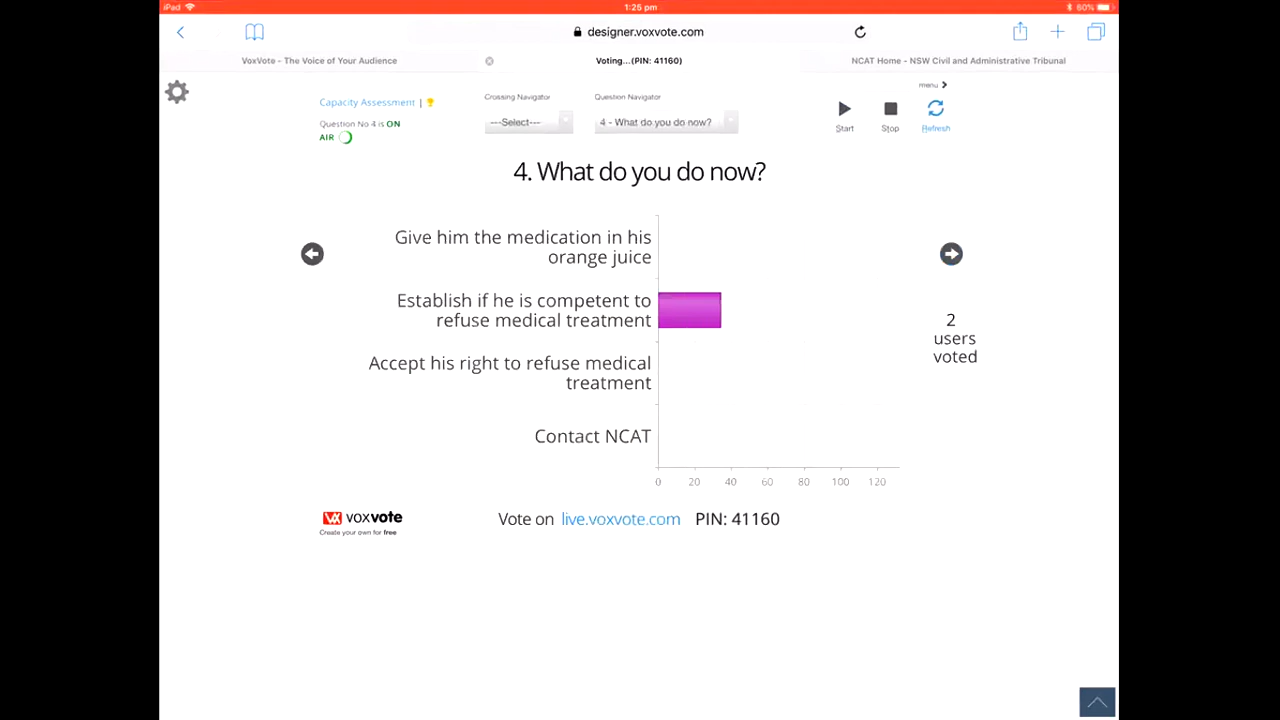 iPad
1:25 pm
60%
designer.voxvote.com
VoxVote - The Voice of Your Audience
Voting...(PIN: 41160)
NCAT Home - NSW Civil and Administrative Tribunal
menu
Capacity Assessment |
Crossing Navigator
Question Navigator
Question No 4 is ON
AIR
---Select---
4 - What do you do now?
Start
Stop
Refresh
4. What do you do now?
Give him the medication in his
orange juice
Establish if he is competent to
refuse medical treatment
Accept his right to refuse medical
treatment
Contact NCAT
2
users
voted
0 20 40 60 80 100 120
voxvote
Create your own for free
Vote on live.voxvote.com PIN: 41160